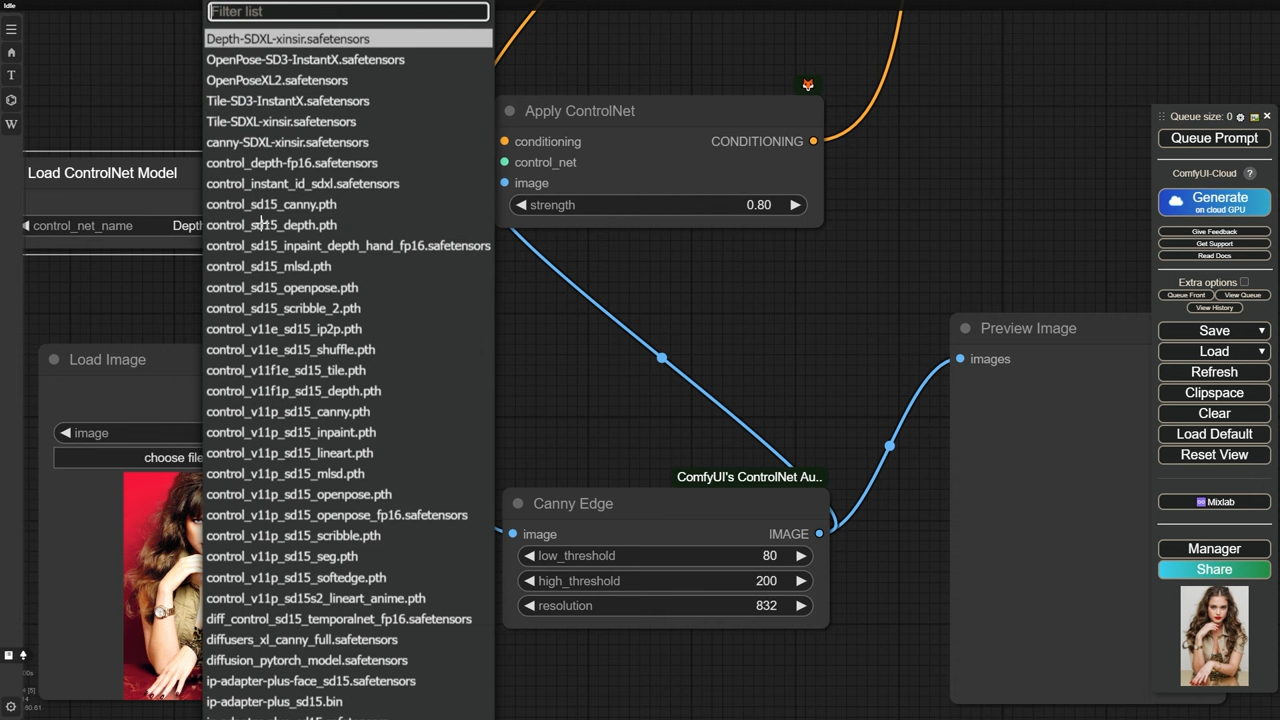 Idle
Filter list
Depth-SDXL-xinsir.safetensors
OpenPose-SD3-InstantX.safetensors
OpenPoseXL2.safetensors
Tile-SD3-InstantX.safetensors
Tile-SDXL-xinsir.safetensors
canny-SDXL-xinsir.safetensors
control_depth-fp16.safetensors
control_instant_id_sdxl.safetensors
control_sd15_canny.pth
control_sd15_depth.pth
control_sd15_inpaint_depth_hand_fp16.safetensors
control_sd15_mlsd.pth
control_sd15_openpose.pth
control_sd15_scribble_2.pth
control_v11e_sd15_ip2p.pth
control_v11e_sd15_shuffle.pth
control_v11f1e_sd15_tile.pth
control_v11f1p_sd15_depth.pth
control_v11p_sd15_canny.pth
control_v11p_sd15_inpaint.pth
control_v11p_sd15_lineart.pth
control_v11p_sd15_mlsd.pth
control_v11p_sd15_openpose.pth
control_v11p_sd15_openpose_fp16.safetensors
control_v11p_sd15_scribble.pth
control_v11p_sd15_seg.pth
control_v11p_sd15_softedge.pth
control_v11p_sd15s2_lineart_anime.pth
diff_control_sd15_temporalnet_fp16.safetensors
diffusers_xl_canny_full.safetensors
diffusion_pytorch_model.safetensors
ip-adapter-plus-face_sd15.safetensors
ip-adapter-plus_sd15.bin
T
W
Load ControlNet Model
control_net_name Depth
Load Image
image
choose file
Apply ControlNet
conditioning CONDITIONING
control_net
image
strength 0.80
ComfyUI's ControlNet Au..
Canny Edge
image IMAGE
low_threshold 80
high_threshold 200
resolution 832
Preview Image
images
Queue size: 0
Queue Prompt
ComfyUI-Cloud ?
Generate
on cloud GPU
Give Feedback
Get Support
Read Docs
Extra options
Queue Front View Queue
View History
Save
Load
Refresh
Clipspace
Clear
Load Default
Reset View
Mixlab
Manager
Share